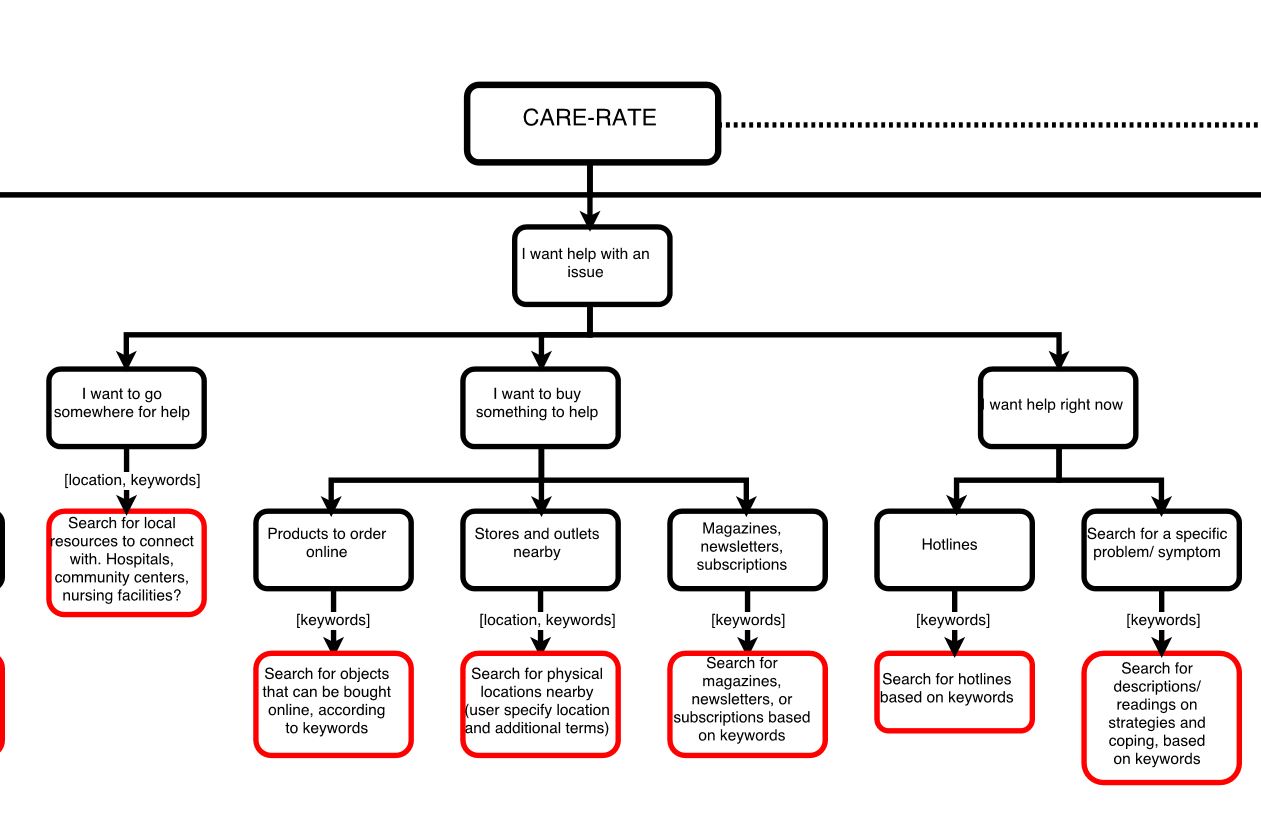 CARE-RATE
I want help with an
issue
I want to go
somewhere for help
I want to buy
something to help
I want help right now
[location, keywords]
Search for local
resources to connect
with. Hospitals,
community centers,
nursing facilities?
Products to order
online
Stores and outlets
nearby
Magazines,
newsletters,
subscriptions
Hotlines
Search for a specific
problem/ symptom
[keywords]
[location, keywords]
[keywords]
[keywords]
[keywords]
Search for objects
that can be bought
online, according
to keywords
Search for physical
locations nearby
(user specify location
and additional terms)
Search for
magazines,
newsletters, or
subscriptions based
on keywords
Search for hotlines
based on keywords
Search for
descriptions/
readings on
strategies and
coping, based
on keywords